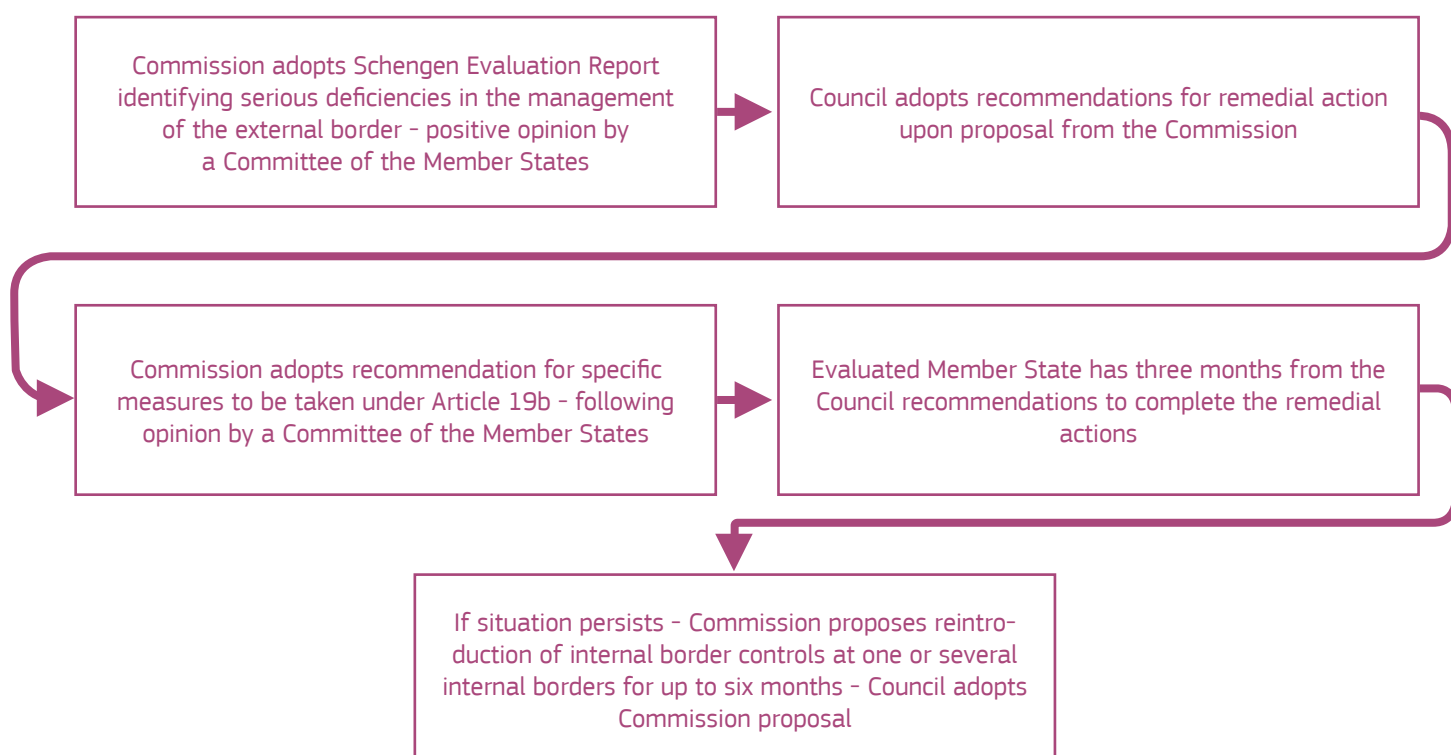 Commission adopts Schengen Evaluation Report
identifying serious deficiencies in the management
of the external border - positive opinion by
a Committee of the Member States
Council adopts recommendations for remedial action
upon proposal from the Commission
Commission adopts recommendation for specific
measures to be taken under Article 19b - following
opinion by a Committee of the Member States
Evaluated Member State has three months from the
Council recommendations to complete the remedial
actions
If situation persists - Commission proposes reintro-
duction of internal border controls at one or several
internal borders for up to six months - Council adopts
Commission proposal